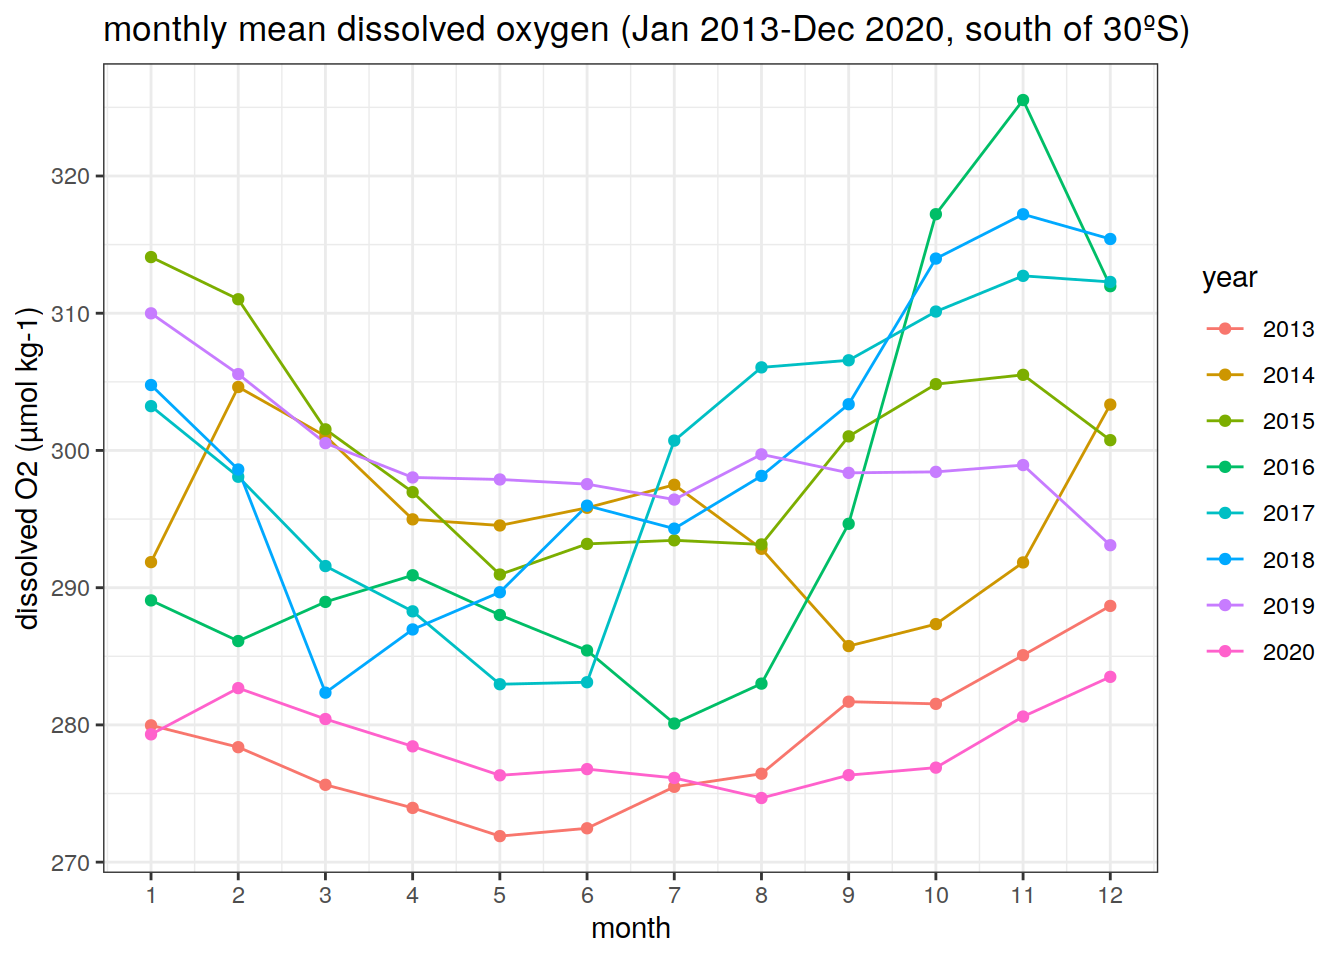 monthly mean dissolved oxygen (Jan 2013-Dec 2020, south of 30ºS)
dissolved O2 (µmol kg-1)
320
310
300
290
280
270
1 2 3 4 5 6 7 8 9 10 11 12
month
year
2013
2014
2015
2016
2017
2018
2019
2020